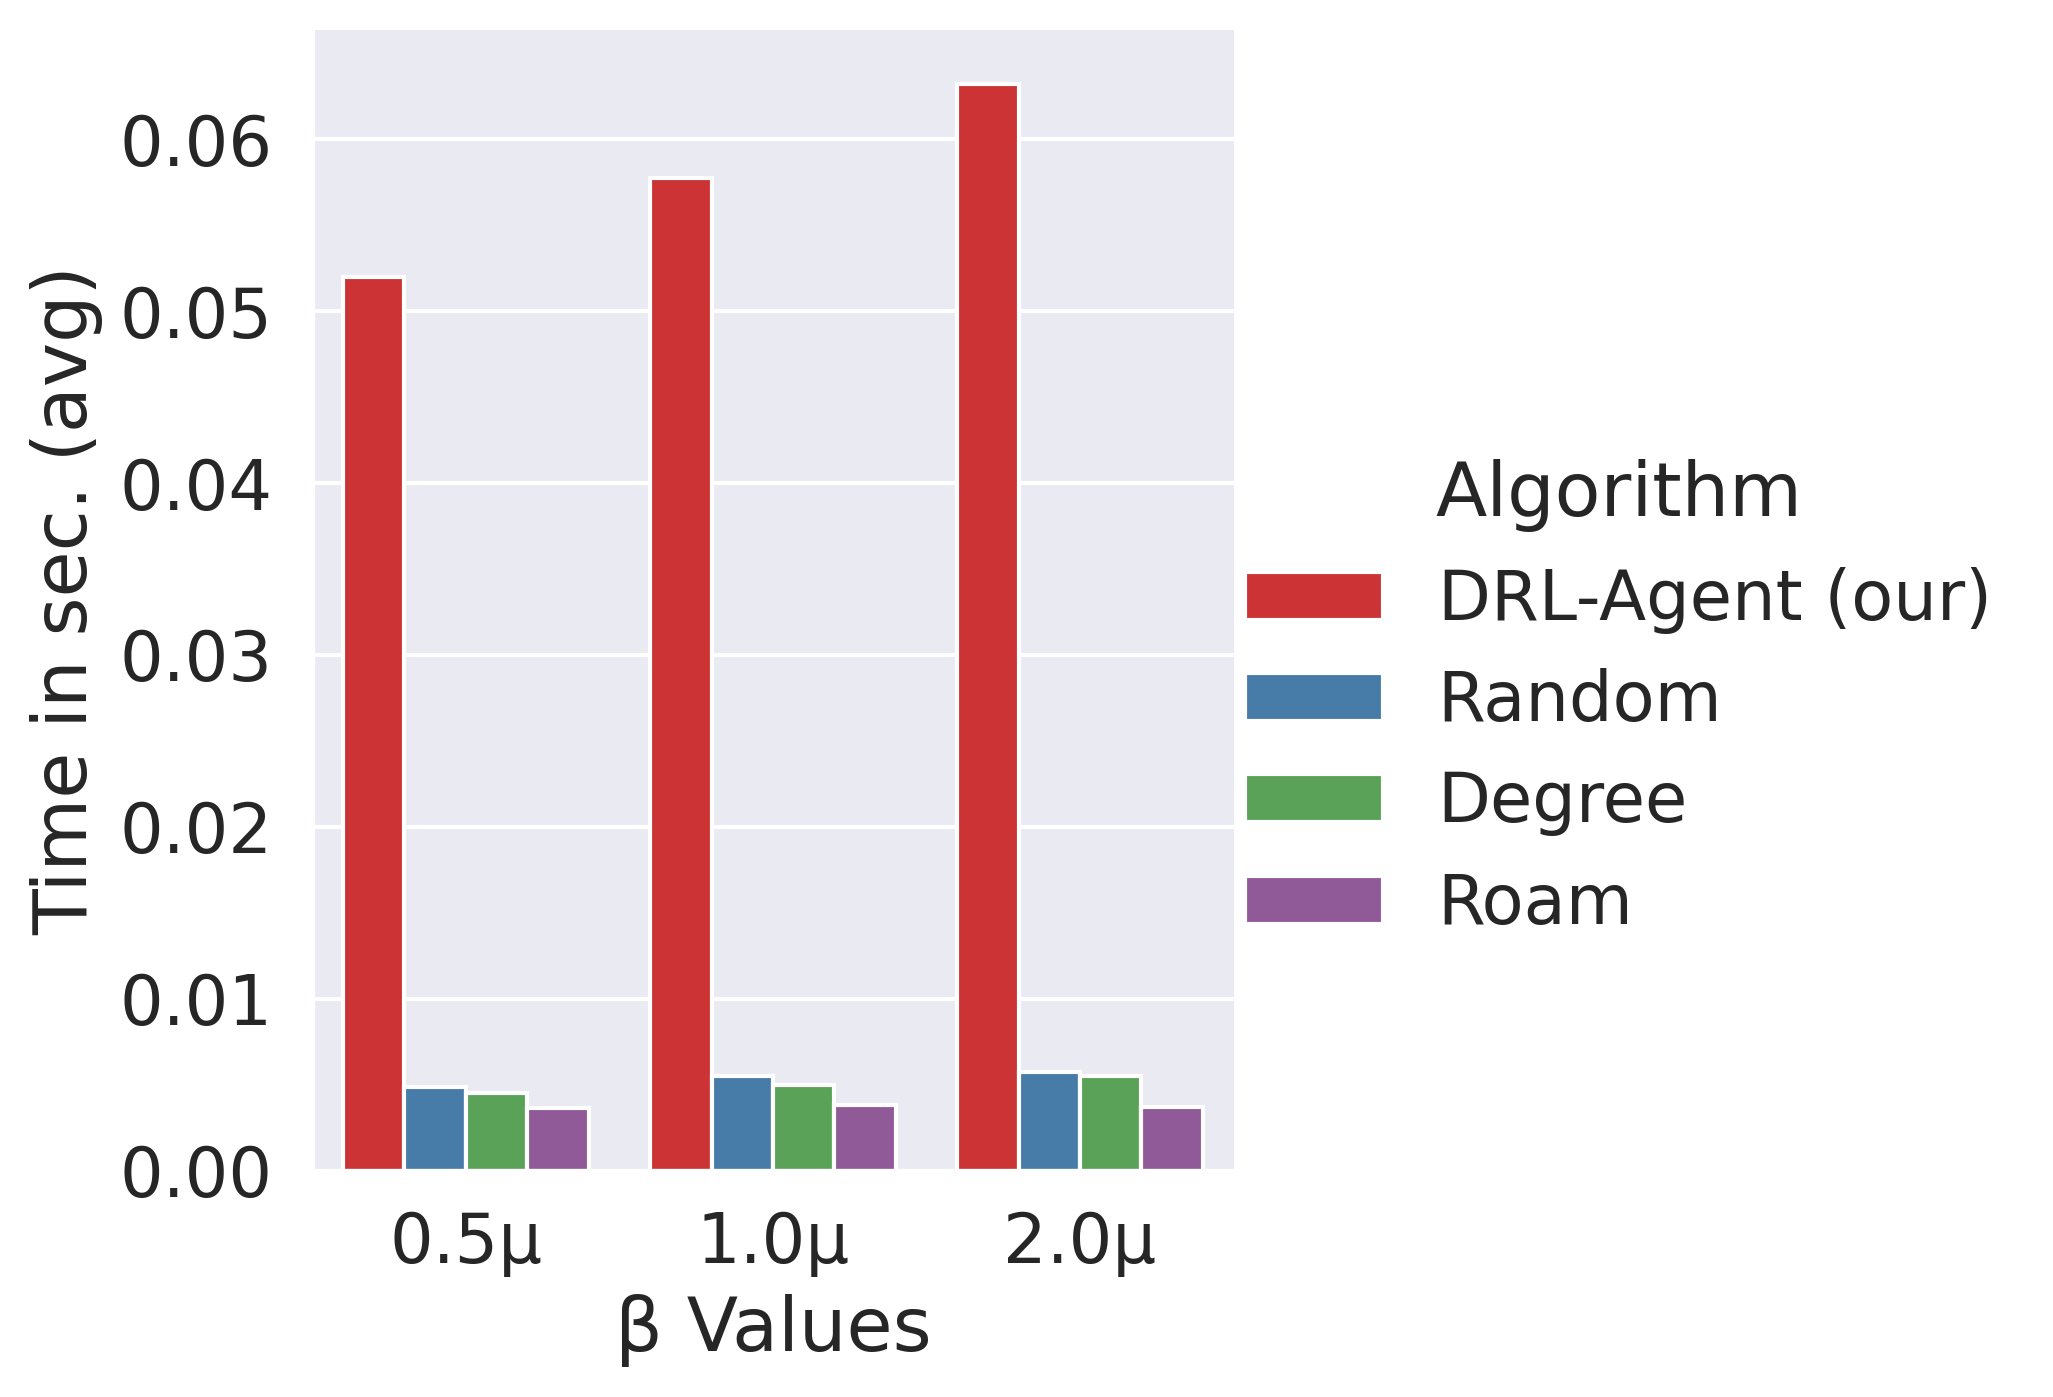 Time in sec. (avg)
0.06
0.05
0.04
0.03
0.02
0.01
0.00
0.5µ 1.0µ 2.0µ
β Values
Algorithm
DRL-Agent (our)
Random
Degree
Roam